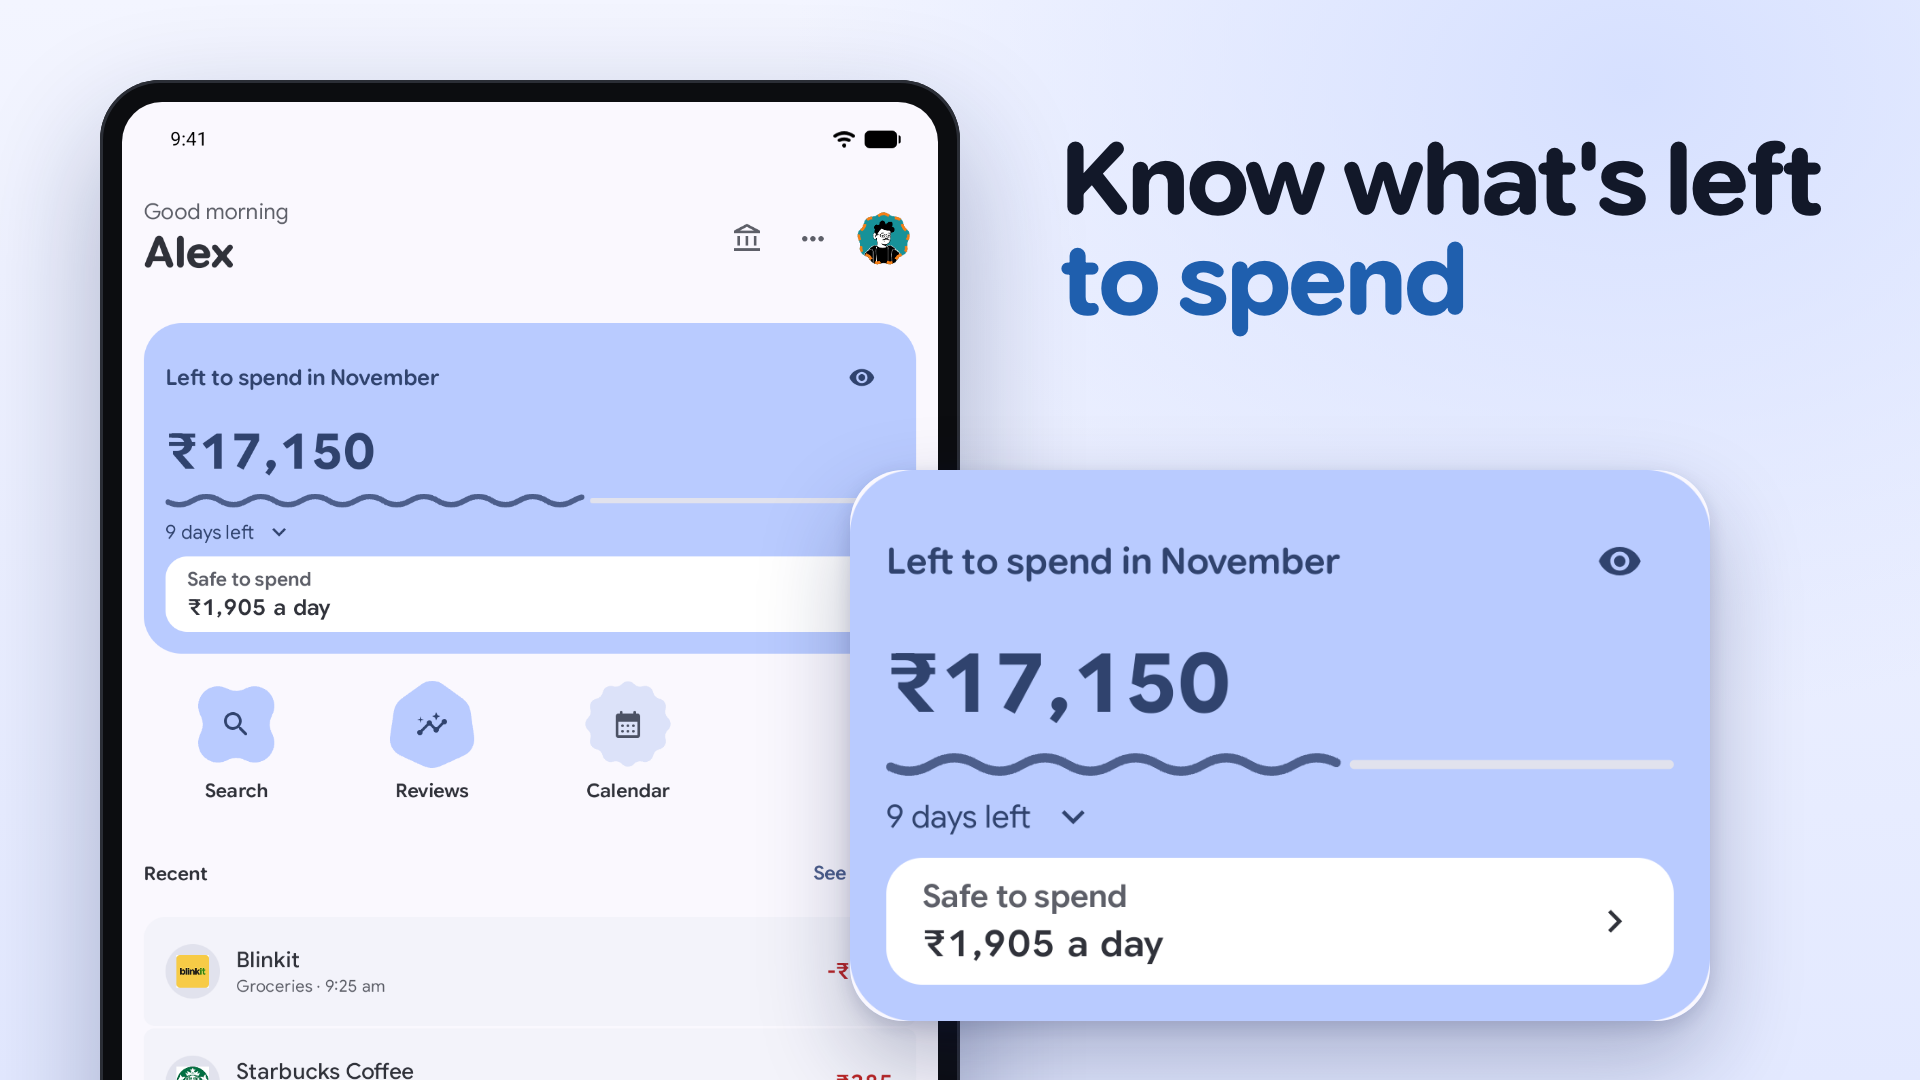 9:41
Good morning
Alex
Know what's left
to spend
Left to spend in November
₹17,150
9 days left
Safe to spend
₹1,905 a day
Search
Reviews
Calendar
Recent
See
blinkit
Blinkit
Groceries · 9:25 am
-₹
Starbucks Coffee
Left to spend in November
₹17,150
9 days left
Safe to spend
₹1,905 a day